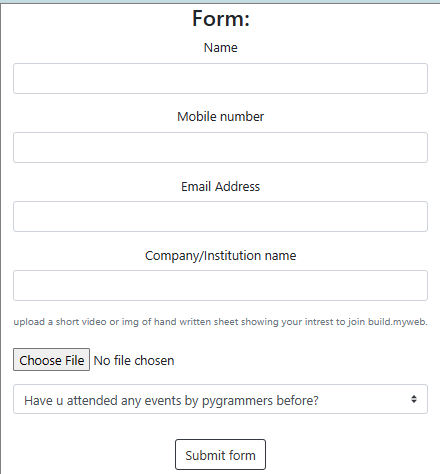 Form:
Name
Mobile number
Email Address
Company/Institution name
upload a short video or img of hand written sheet showing your intrest to join build.myweb.
Choose File No file chosen
Have u attended any events by pygrammers before?
Submit form